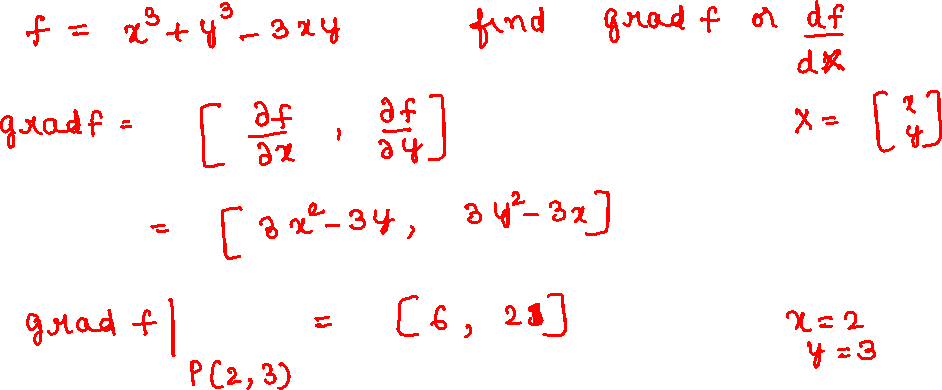 f = x³ + y³ - 3xy find grad f or df/dX
grad f = [ ∂f/∂x , ∂f/∂y ] X = [ x y ]
= [ 3x² - 3y, 3y² - 3x ]
grad f | P(2, 3) = [ 6, 21 ] x = 2
y = 3